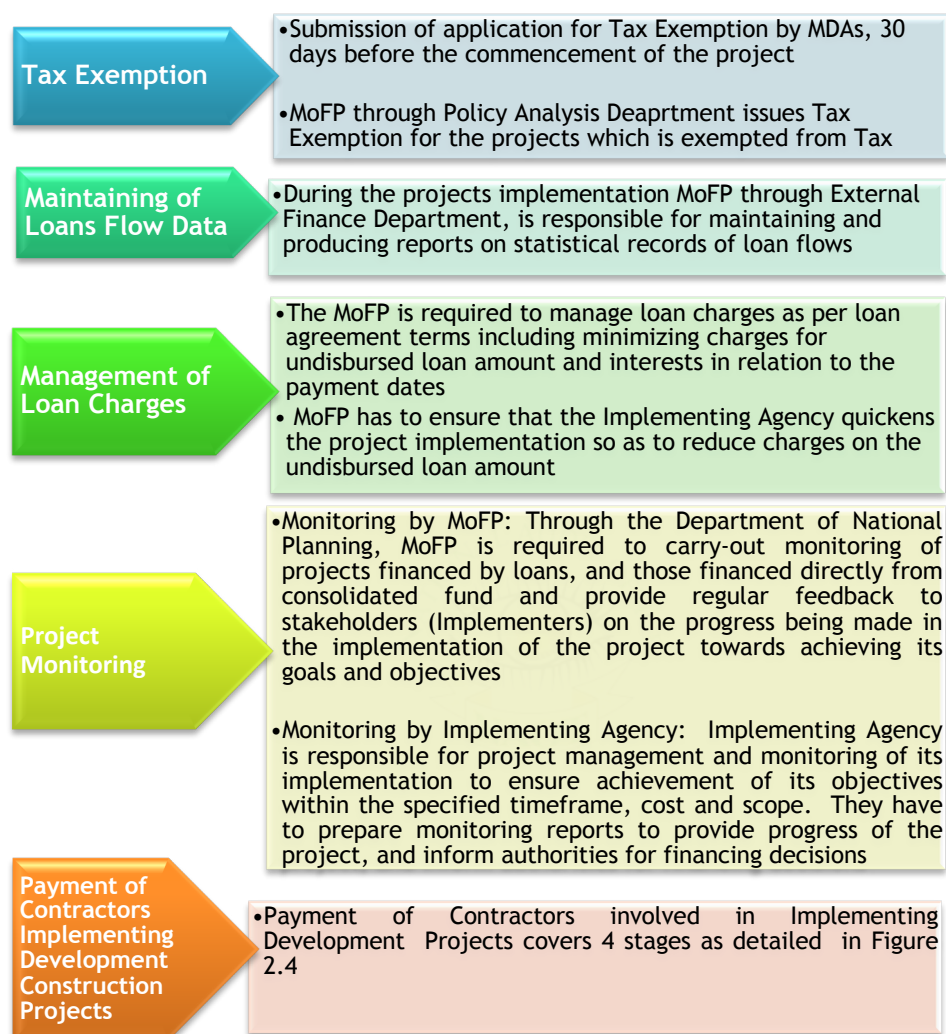 Tax Exemption
•Submission of application for Tax Exemption by MDAs, 30
days before the commencement of the project
•MoFP through Policy Analysis Deaprtment issues Tax
Exemption for the projects which is exempted from Tax
Maintaining of
Loans Flow Data
•During the projects implementation MoFP through External
Finance Department, is responsible for maintaining and
producing reports on statistical records of loan flows
Management of
Loan Charges
•The MoFP is required to manage loan charges as per loan
agreement terms including minimizing charges for
undisbursed loan amount and interests in relation to the
payment dates
• MoFP has to ensure that the Implementing Agency quickens
the project implementation so as to reduce charges on the
undisbursed loan amount
Project
Monitoring
•Monitoring by MoFP: Through the Department of National
Planning, MoFP is required to carry-out monitoring of
projects financed by loans, and those financed directly from
consolidated fund and provide regular feedback to
stakeholders (Implementers) on the progress being made in
the implementation of the project towards achieving its
goals and objectives
•Monitoring by Implementing Agency: Implementing Agency
is responsible for project management and monitoring of its
implementation to ensure achievement of its objectives
within the specified timeframe, cost and scope. They have
to prepare monitoring reports to provide progress of the
project, and inform authorities for financing decisions
Payment of
Contractors
Implementing
Development
Construction
Projects
•Payment of Contractors involved in Implementing
Development Projects covers 4 stages as detailed in Figure
2.4